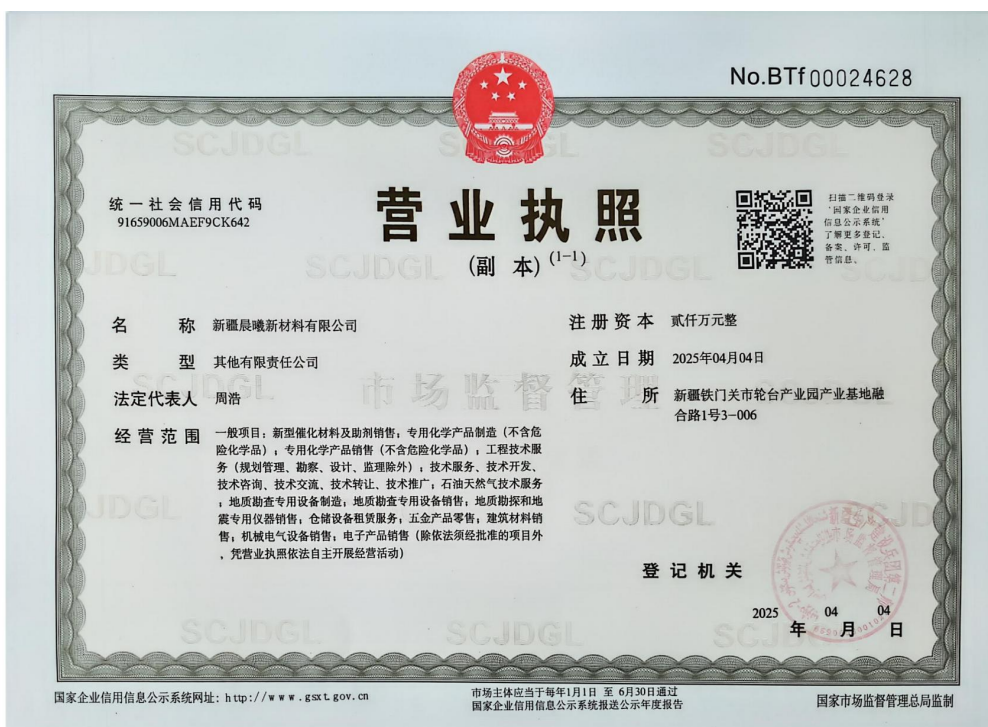 No.BTf00024628
统一社会信用代码
91659006MAEF9CK642
营业执照
(副 本)(1-1)
扫描二维码登录
“国家企业信用
信息公示系统”
了解更多登记、
备案、许可、监
管信息。
名 称 新疆晨曦新材料有限公司
类 型 其他有限责任公司
法定代表人 周浩
经营范围 一般项目：新型催化材料及助剂销售；专用化学产品制造（不含危
险化学品）；专用化学产品销售（不含危险化学品）；工程技术服
务（规划管理、勘察、设计、监理除外）；技术服务、技术开发、
技术咨询、技术交流、技术转让、技术推广；石油天然气技术服务
；地质勘查专用设备制造；地质勘查专用设备销售；地质勘探和地
震专用仪器销售；仓储设备租赁服务；五金产品零售；建筑材料销
售；机械电气设备销售；电子产品销售（除依法须经批准的项目外
，凭营业执照依法自主开展经营活动）
注册资本 贰仟万元整
成立日期 2025年04月04日
住 所 新疆铁门关市轮台产业园产业基地融
合路1号3-006
SCJDGL
市场监督管理
登记机关
2025 年 04 月 04 日
国家企业信用信息公示系统网址：http://www.gsxt.gov.cn
市场主体应当于每年1月1日 至 6月30日通过
国家企业信用信息公示系统报送公示年度报告
国家市场监督管理总局监制